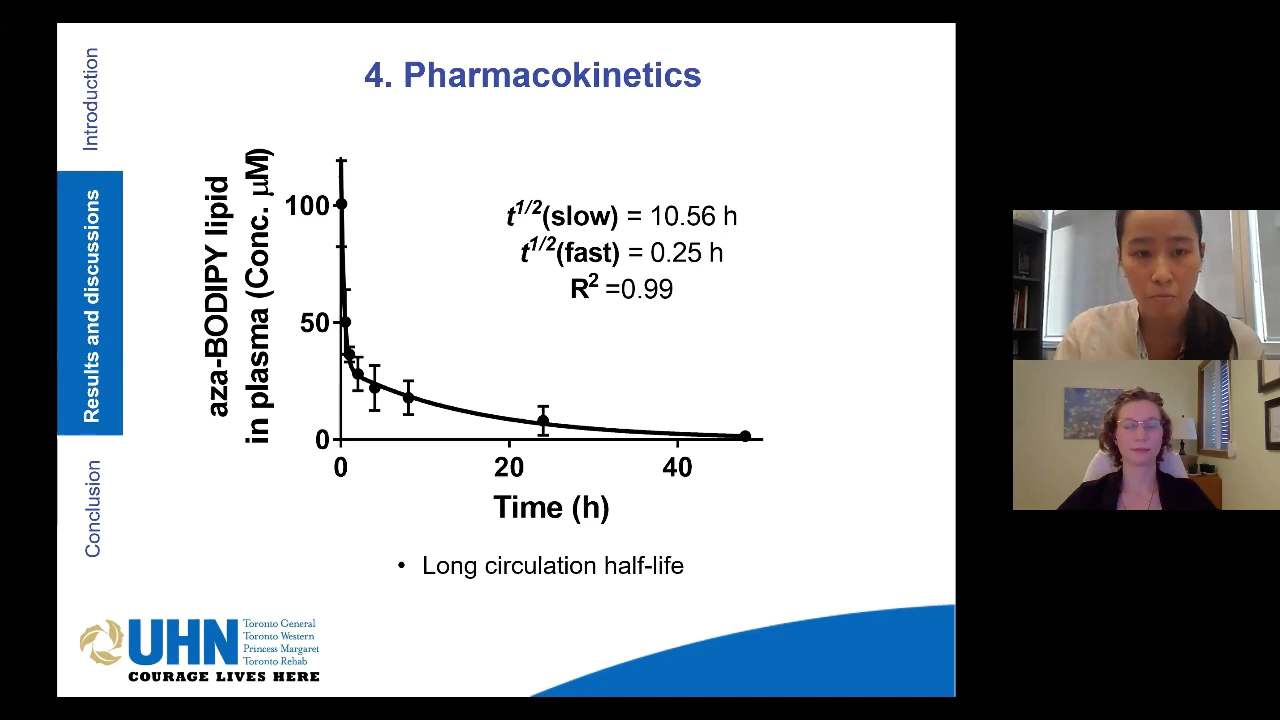 4. Pharmacokinetics
Introduction
Results and discussions
Conclusion
aza-BODIPY lipid
in plasma (Conc. μM)
100
50
0
0 20 40
Time (h)
t1/2(slow) = 10.56 h
t1/2(fast) = 0.25 h
R2 =0.99
• Long circulation half-life
UHN
Toronto General
Toronto Western
Princess Margaret
Toronto Rehab
COURAGE LIVES HERE